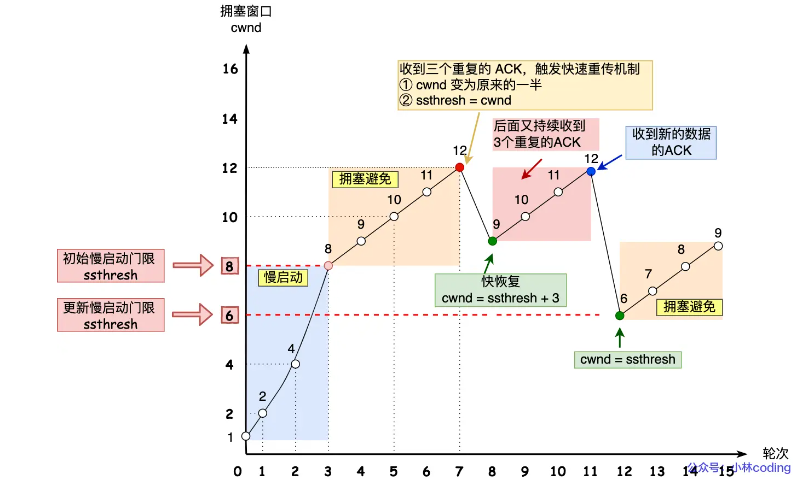 拥塞窗口
cwnd
16
14
12
10
8
6
4
2
1
0
1
2
3
4
5
6
7
8
9
10
11
12
13
14
15
轮次
收到三个重复的 ACK，触发快速重传机制
① cwnd 变为原来的一半
② ssthresh = cwnd
后面又持续收到
3个重复的ACK
收到新的数据
的ACK
初始慢启动门限
ssthresh
更新慢启动门限
ssthresh
慢启动
拥塞避免
快恢复
cwnd = ssthresh + 3
cwnd = ssthresh
拥塞避免
2
4
8
9
10
11
12
9
10
11
12
6
7
8
9
公众号：小林coding